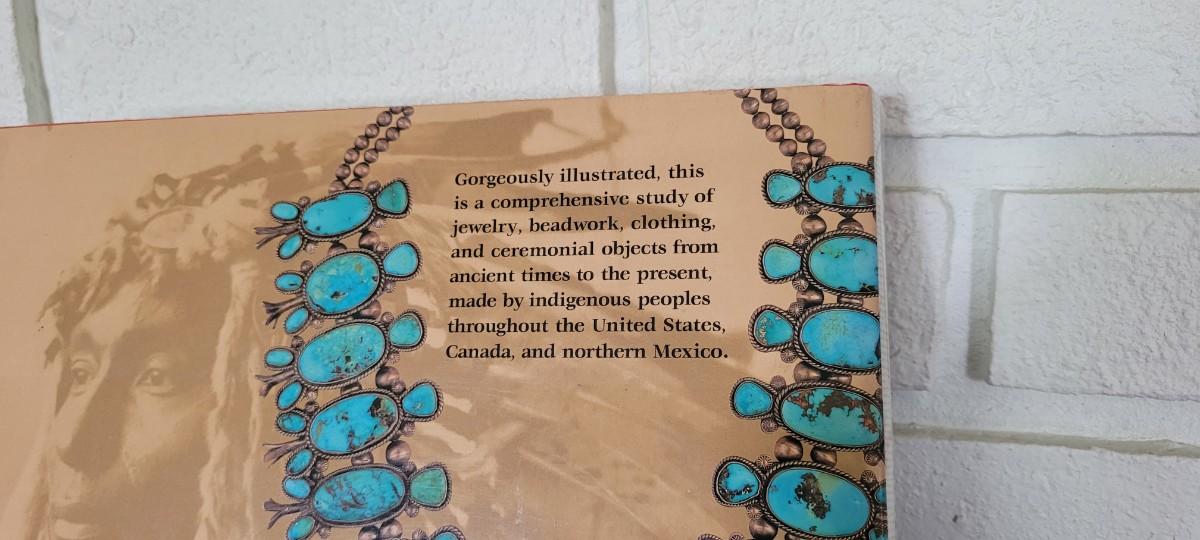 Gorgeously illustrated, this
is a comprehensive study of
jewelry, beadwork, clothing,
and ceremonial objects from
ancient times to the present,
made by indigenous peoples
throughout the United States,
Canada, and northern Mexico.